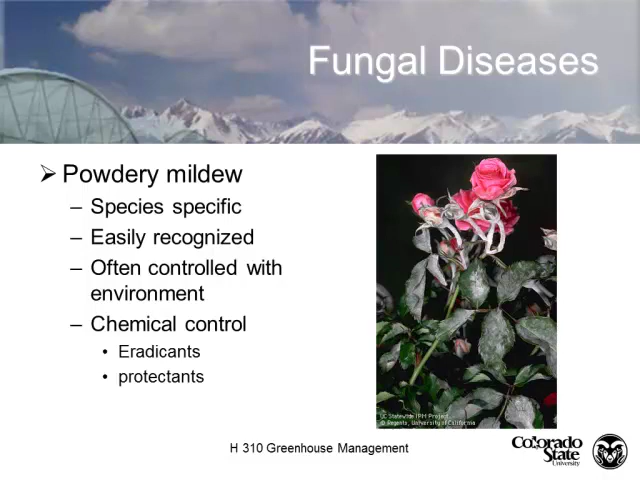 Fungal Diseases
➢ Powdery mildew
– Species specific
– Easily recognized
– Often controlled with
environment
– Chemical control
• Eradicants
• protectants
UC Statewide IPM Project
© Regents, University of California
H 310 Greenhouse Management
Colorado
State
University